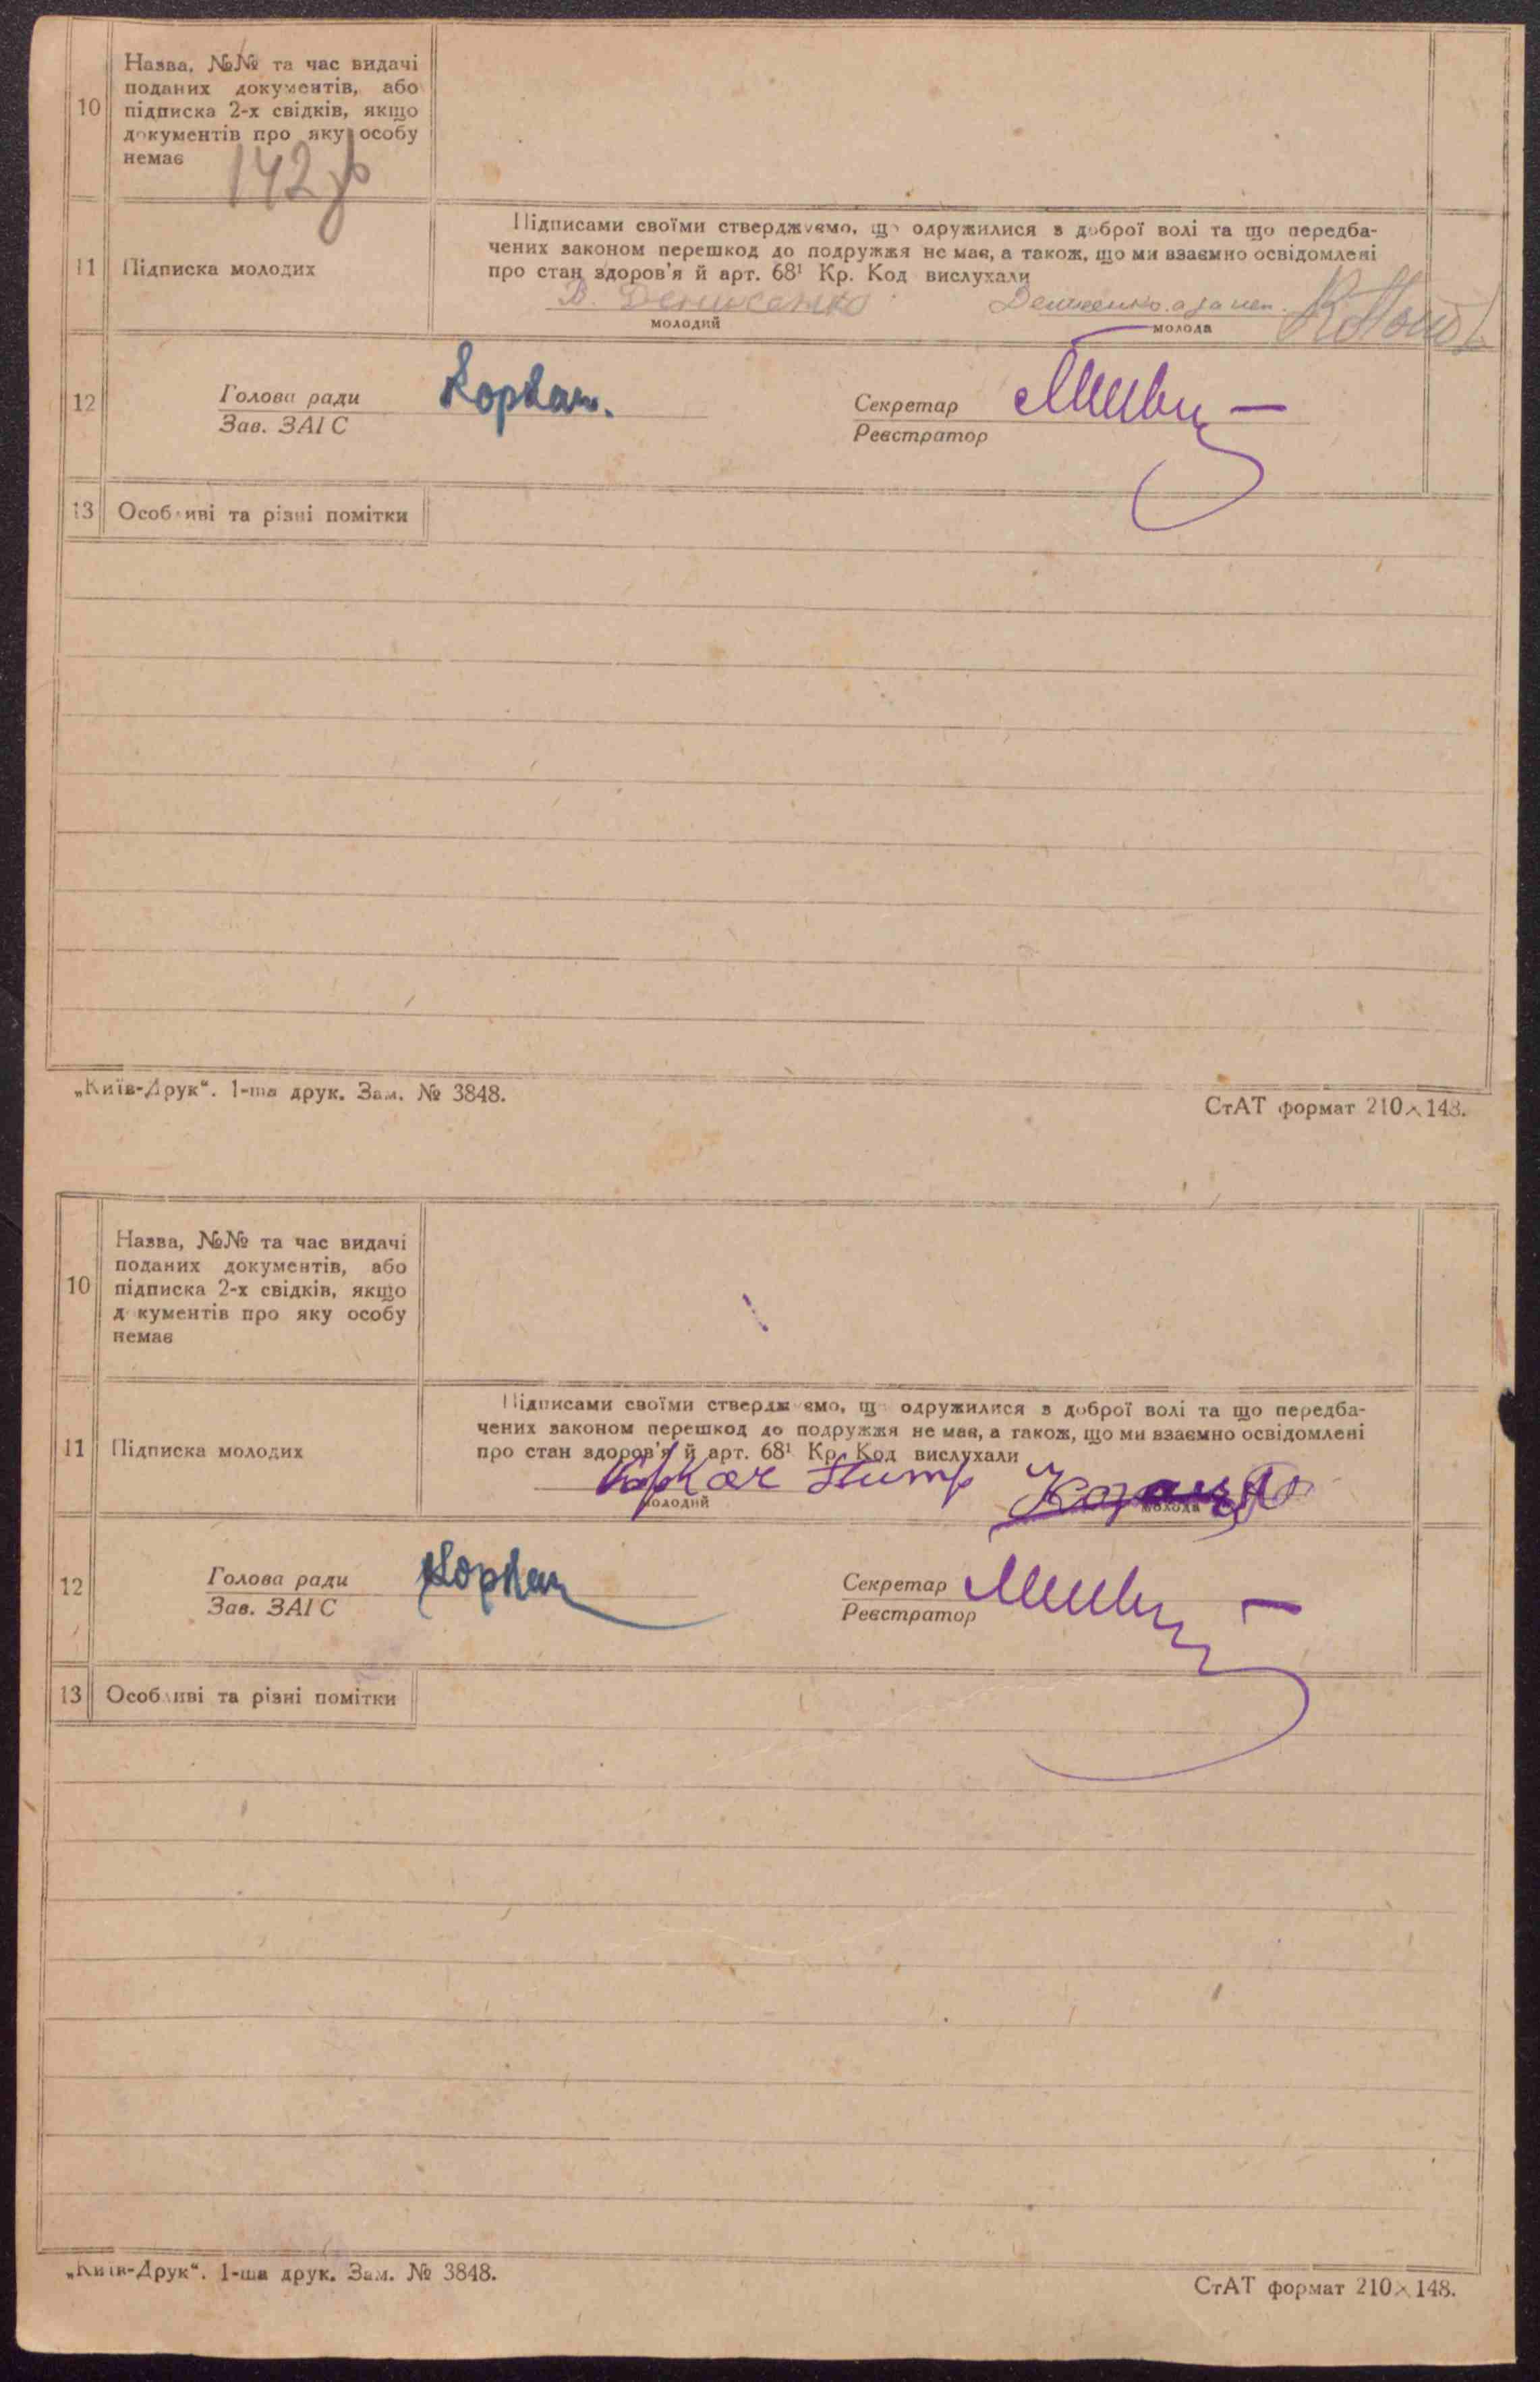 10
Назва, №№ та час видачі
поданих документів, або
підписка 2-х свідків, якщо
документів про яку особу
немає
142
11
Підписка молодих
Підписами своїми стверджуємо, що одружилися з доброї волі та що передба-
чених законом перешкод до подружжя не має, а також, що ми взаємно освідомлені
про стан здоров'я й арт. 68¹ Кр. Код вислухали
Денисенко
молодий
молода
12
Голова ради
Зав. ЗАГС
Секретар
Реєстратор
13 Особливі та різні помітки
„Київ-Друк“. 1-ша друк. Зам. № 3848.
СтАТ формат 210×148.
10
Назва, №№ та час видачі
поданих документів, або
підписка 2-х свідків, якщо
документів про яку особу
немає
11
Підписка молодих
Підписами своїми стверджуємо, що одружилися з доброї волі та що передба-
чених законом перешкод до подружжя не має, а також, що ми взаємно освідомлені
про стан здоров'я й арт. 68¹ Кр. Код вислухали
молодий
молода
12
Голова ради
Зав. ЗАГС
Секретар
Реєстратор
13 Особливі та різні помітки
„Київ-Друк“. 1-ша друк. Зам. № 3848.
СтАТ формат 210×148.